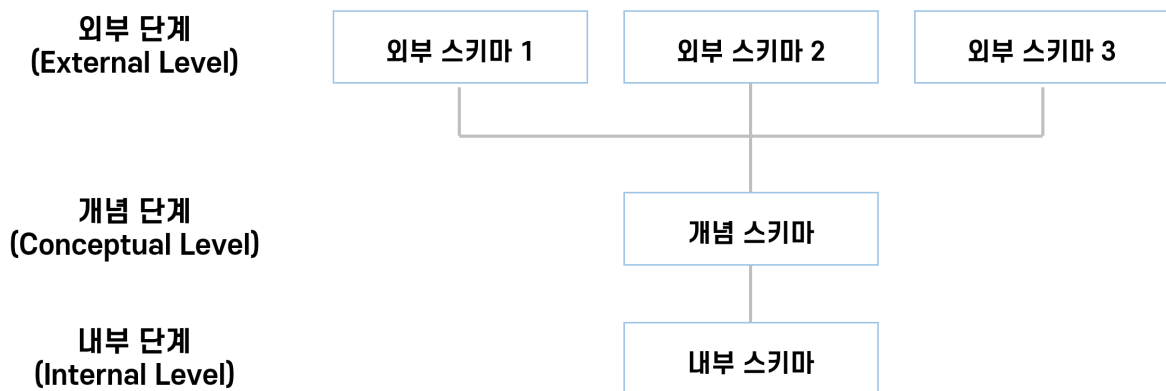 외부 단계
(External Level)
외부 스키마 1
외부 스키마 2
외부 스키마 3
개념 단계
(Conceptual Level)
개념 스키마
내부 단계
(Internal Level)
내부 스키마